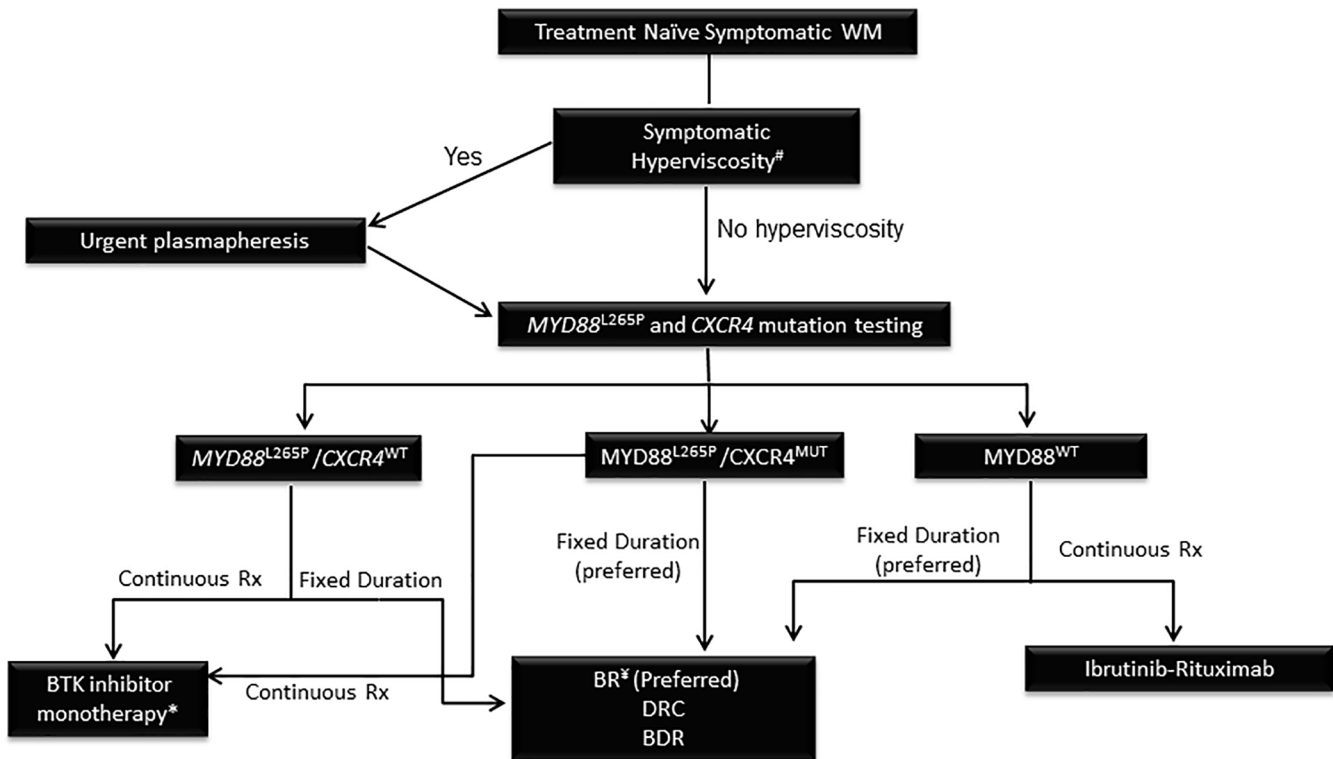 Treatment Naïve Symptomatic WM
Symptomatic
Hyperviscosity#
Yes
No hyperviscosity
Urgent plasmapheresis
MYD88L265P and CXCR4 mutation testing
MYD88L265P/CXCR4WT
MYD88L265P/CXCR4MUT
MYD88WT
Continuous Rx
Fixed Duration
Fixed Duration
(preferred)
Fixed Duration
(preferred)
Continuous Rx
BTK inhibitor
monotherapy*
Continuous Rx
BR¥ (Preferred)
DRC
BDR
Ibrutinib-Rituximab